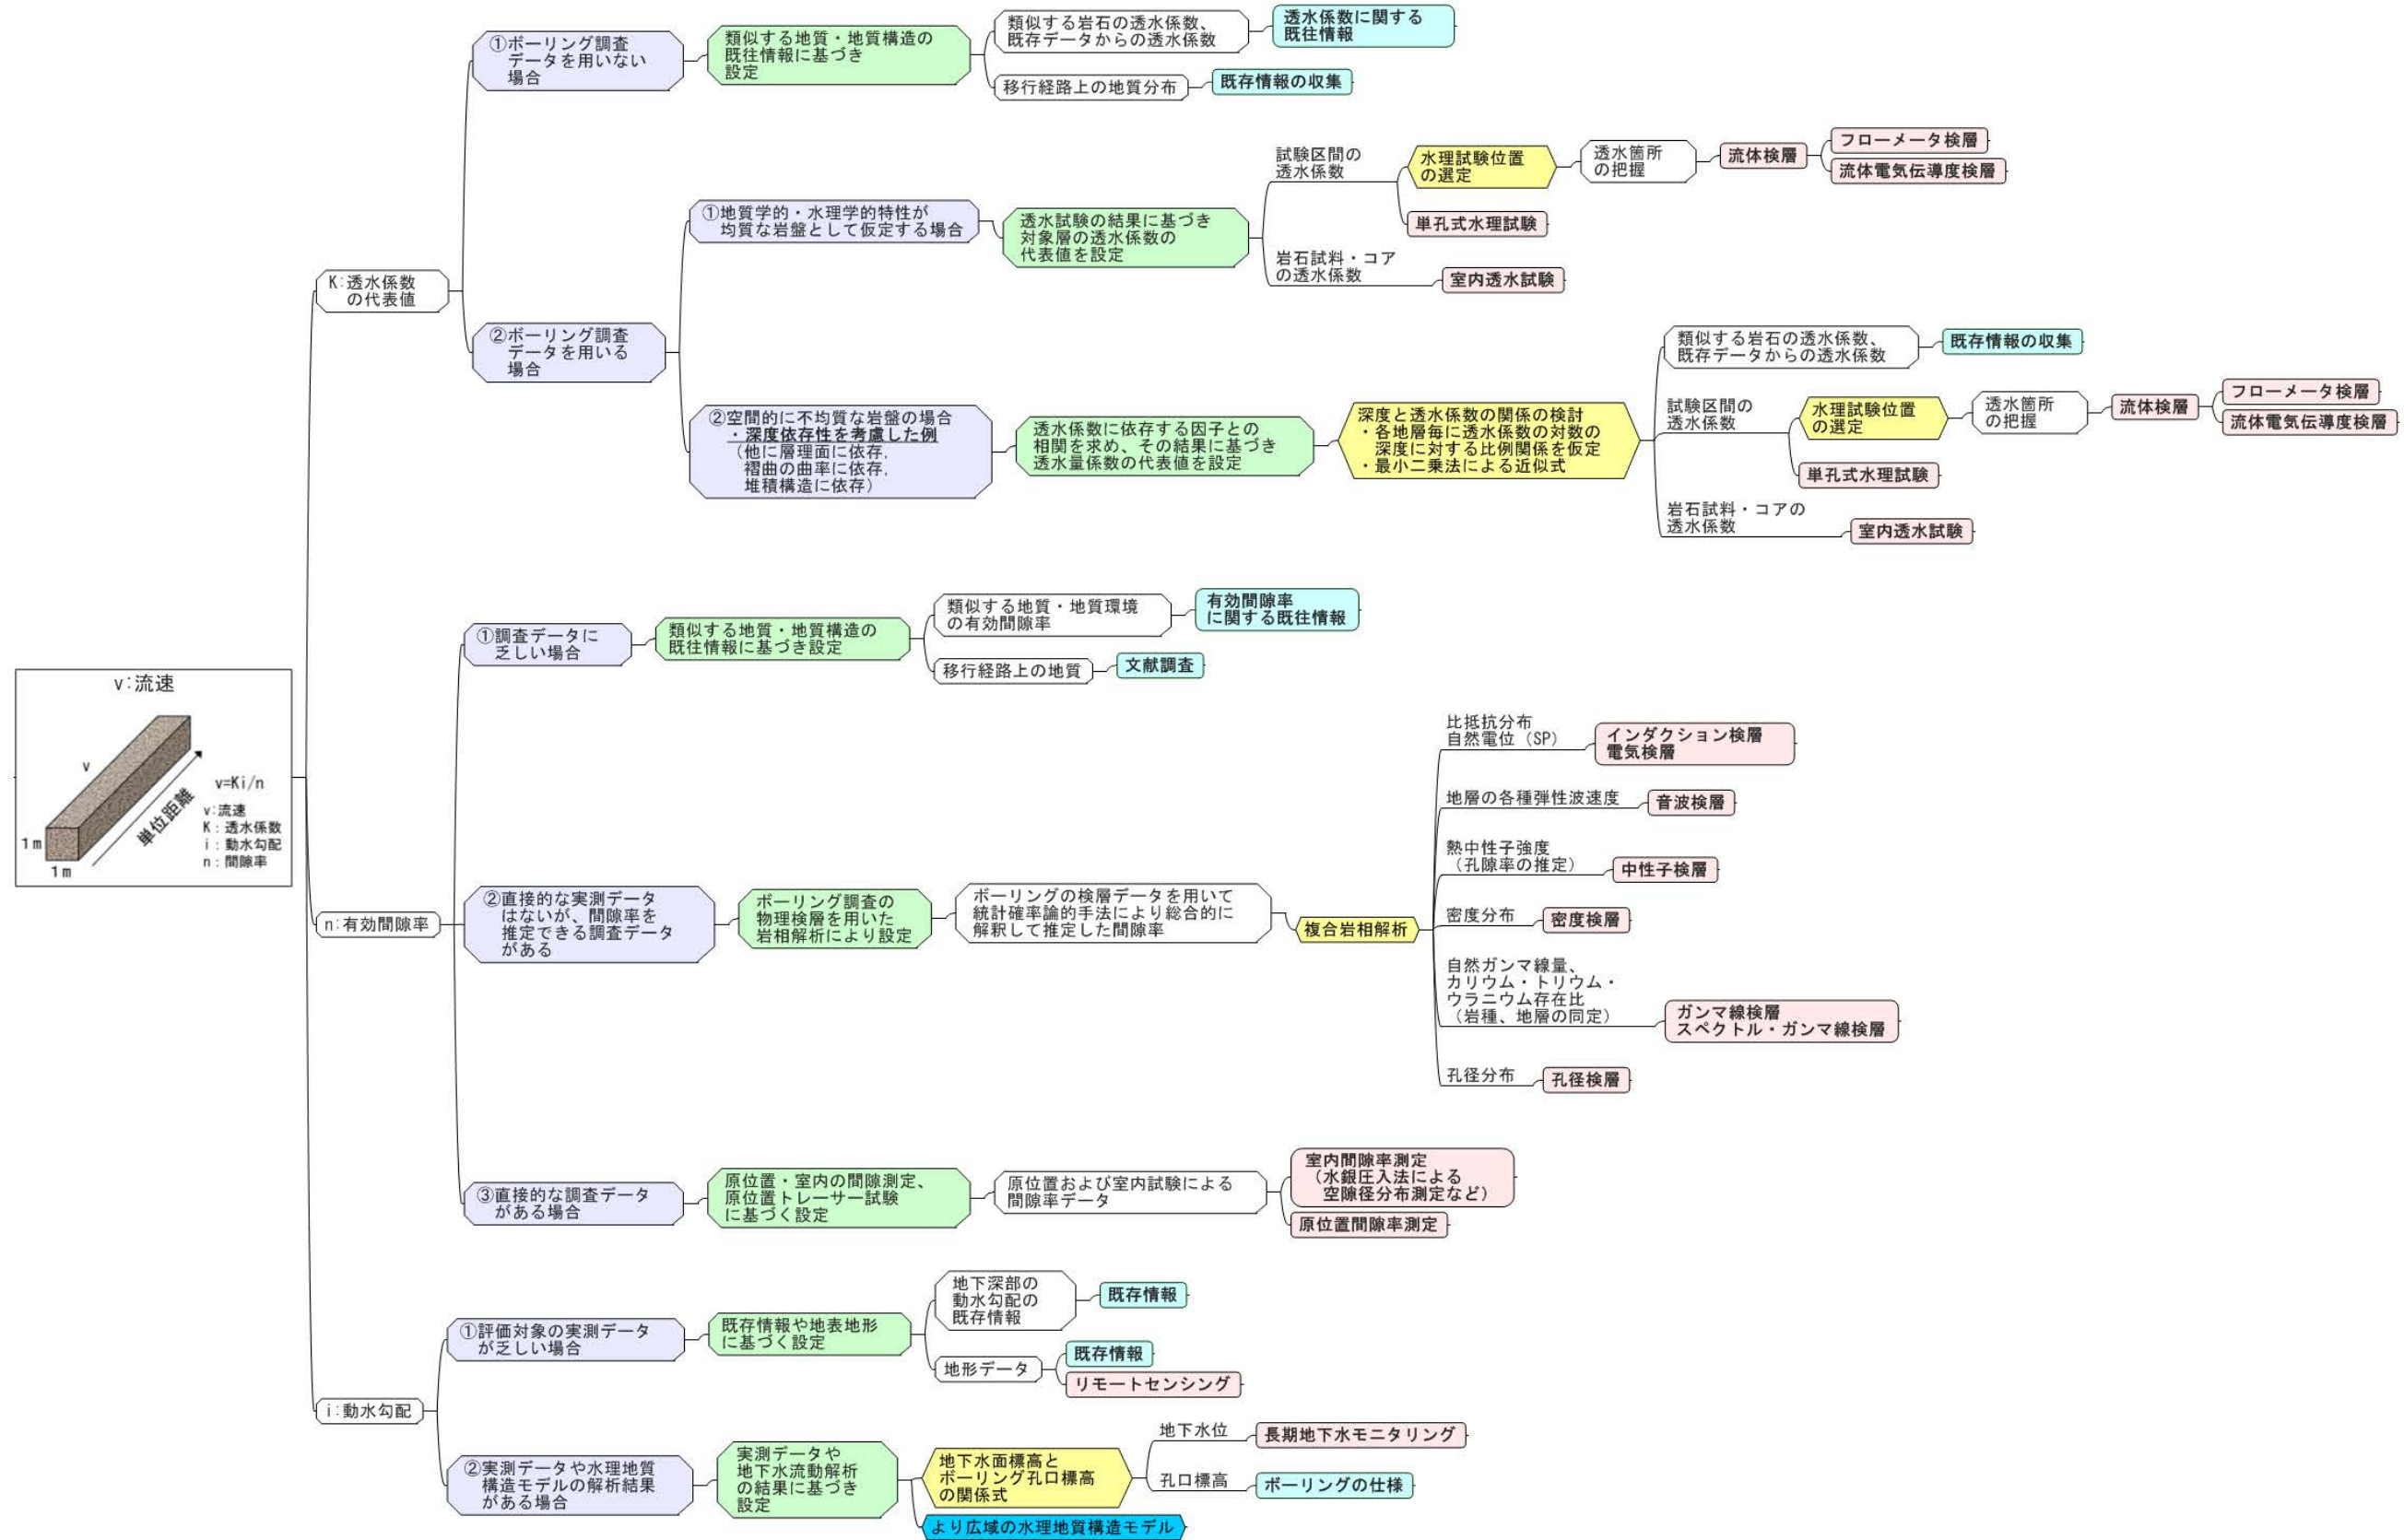 v:流速
v
v=Ki/n
v:流速
K:透水係数
i:動水勾配
n:間隙率
単位距離
1m
1m
K:透水係数
の代表値
①ボーリング調査
データを用いない
場合
類似する地質・地質構造の
既往情報に基づき
設定
類似する岩石の透水係数、
既存データからの透水係数
透水係数に関する
既往情報
移行経路上の地質分布
既存情報の収集
②ボーリング調査
データを用いる
場合
①地質学的・水理学的特性が
均質な岩盤として仮定する場合
透水試験の結果に基づき
対象層の透水係数の
代表値を設定
試験区間の
透水係数
水理試験位置
の選定
透水箇所
の把握
流体検層
フローメータ検層
流体電気伝導度検層
単孔式水理試験
岩石試料・コア
の透水係数
室内透水試験
②空間的に不均質な岩盤の場合
・深度依存性を考慮した例
(他に層理面に依存,
褶曲の曲率に依存,
堆積構造に依存)
透水係数に依存する因子との
相関を求め、その結果に基づき
透水量係数の代表値を設定
深度と透水係数の関係の検討
・各地層毎に透水係数の対数の
深度に対する比例関係を仮定
・最小二乗法による近似式
類似する岩石の透水係数、
既存データからの透水係数
既存情報の収集
試験区間の
透水係数
水理試験位置
の選定
透水箇所
の把握
流体検層
フローメータ検層
流体電気伝導度検層
単孔式水理試験
岩石試料・コアの
透水係数
室内透水試験
n:有効間隙率
①調査データに
乏しい場合
類似する地質・地質構造の
既往情報に基づき設定
類似する地質・地質環境
の有効間隙率
有効間隙率
に関する既往情報
移行経路上の地質
文献調査
②直接的な実測データ
はないが、間隙率を
推定できる調査データ
がある
ボーリング調査の
物理検層を用いた
岩相解析により設定
ボーリングの検層データを用いて
統計確率論的手法により総合的に
解釈して推定した間隙率
複合岩相解析
比抵抗分布
自然電位(SP)
インダクション検層
電気検層
地層の各種弾性波速度
音波検層
熱中性子強度
(孔隙率の推定)
中性子検層
密度分布
密度検層
自然ガンマ線量、
カリウム・トリウム・
ウラニウム存在比
(岩種、地層の同定)
ガンマ線検層
スペクトル・ガンマ線検層
孔径分布
孔径検層
③直接的な調査データ
がある場合
原位置・室内の間隙測定、
原位置トレーサー試験
に基づく設定
原位置および室内試験による
間隙率データ
室内間隙率測定
(水銀圧入法による
空隙径分布測定など)
原位置間隙率測定
i:動水勾配
①評価対象の実測データ
が乏しい場合
既存情報や地表地形
に基づく設定
地下深部の
動水勾配の
既存情報
既存情報
地形データ
既存情報
リモートセンシング
②実測データや水理地質
構造モデルの解析結果
がある場合
実測データや
地下水流動解析
の結果に基づき
設定
地下水面標高と
ボーリング孔口標高
の関係式
地下水位
長期地下水モニタリング
孔口標高
ボーリングの仕様
より広域の水理地質構造モデル